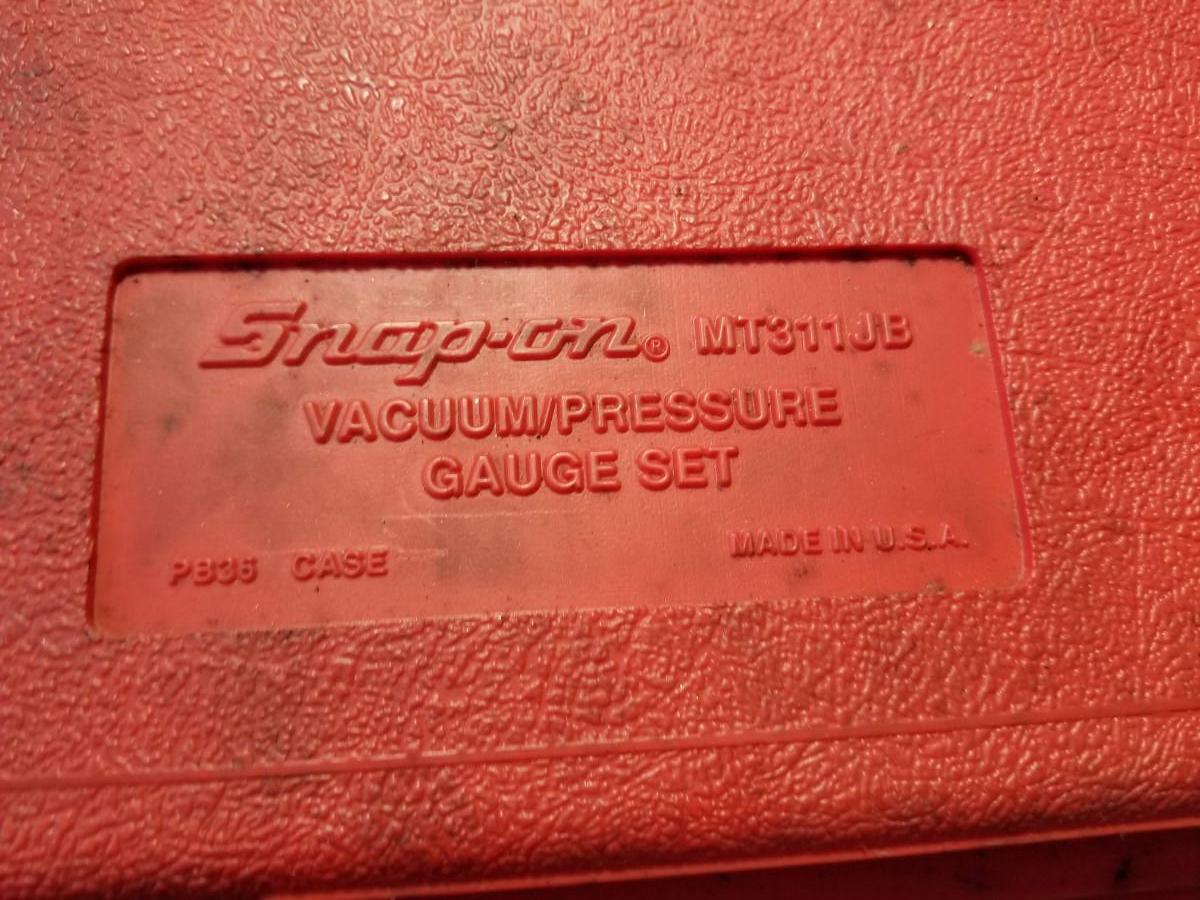 Snap-on® MT311JB
VACUUM/PRESSURE
GAUGE SET
PB36 CASE MADE IN U.S.A.